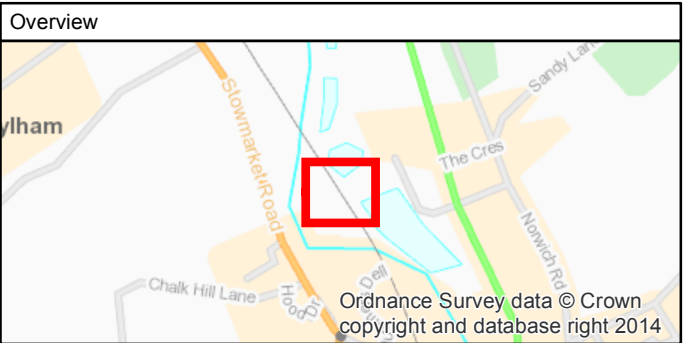 Overview
Sandy Lane
ylham
Stowmarket Road
The Cres
Norwich Rd
Dell
Chalk Hill Lane
Hood Dr
Ordnance Survey data © Crown
copyright and database right 2014